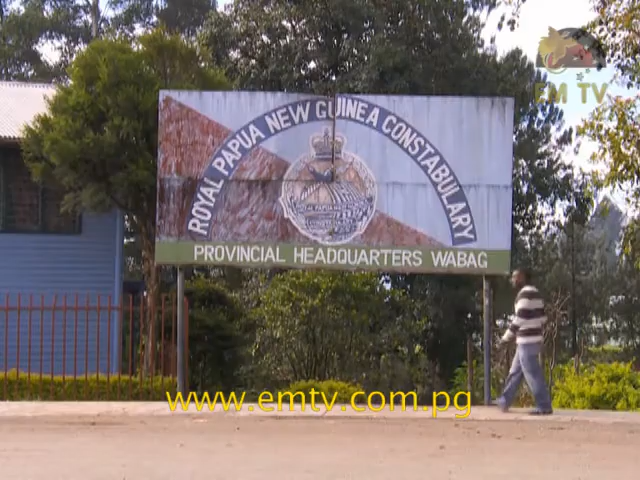 EM TV
ROYAL PAPUA NEW GUINEA CONSTABULARY
PROVINCIAL HEADQUARTERS WABAG
www.emtv.com.pg